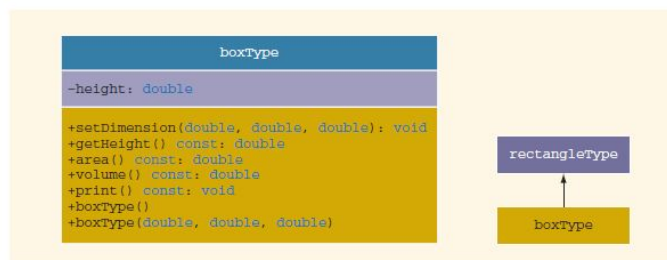 boxType
-height: double
+setDimension(double, double, double): void
+getHeight() const: double
+area() const: double
+volume() const: double
+print() const: void
+boxType()
+boxType(double, double, double)
rectangleType
boxType